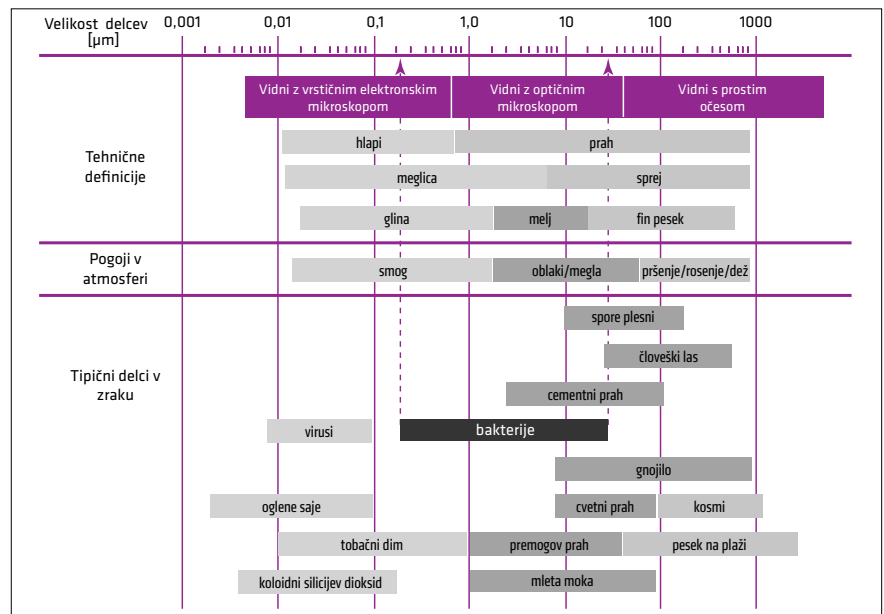 Velikost delcev 0,001 0,01 0,1 1,0 10 100 1000
[µm]
Vidni z vrstičnim elektronskim
mikroskopom
Vidni z optičnim
mikroskopom
Vidni s prostim
očesom
Tehnične
definicije
hlapi prah
meglica sprej
glina melj fin pesek
Pogoji v
atmosferi
smog oblaki/megla pršenje/rosenje/dež
Tipični delci v
zraku
spore plesni
človeški las
cementni prah
virusi bakterije
gnojilo
oglene saje cvetni prah kosmi
tobačni dim premogov prah pesek na plaži
koloidni silicijev dioksid mleta moka